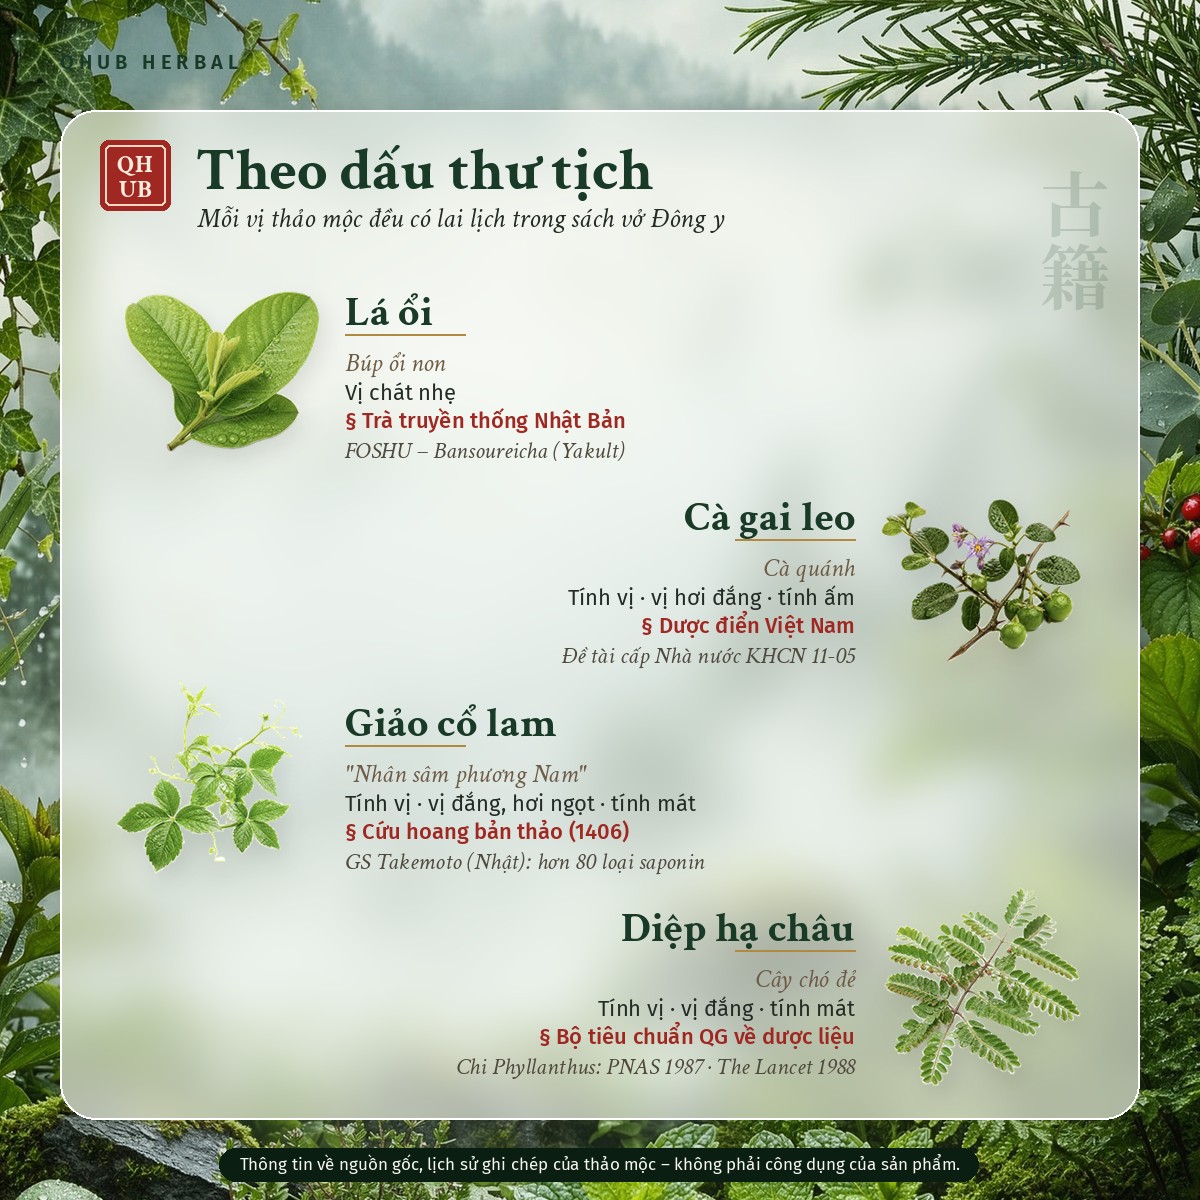 QHUB HERBAL
QH
UB
Theo dấu thư tịch
Mỗi vị thảo mộc đều có lai lịch trong sách vở Đông y
古
籍
Lá ổi
Búp ổi non
Vị chát nhẹ
§ Trà truyền thống Nhật Bản
FOSHU – Bansoureicha (Yakult)
Cà gai leo
Cà quánh
Tính vị · vị hơi đắng · tính ấm
§ Dược điển Việt Nam
Đề tài cấp Nhà nước KHCN 11-05
Giảo cổ lam
"Nhân sâm phương Nam"
Tính vị · vị đắng, hơi ngọt · tính mát
§ Cứu hoang bản thảo (1406)
GS Takemoto (Nhật): hơn 80 loại saponin
Diệp hạ châu
Cây chó đẻ
Tính vị · vị đắng · tính mát
§ Bộ tiêu chuẩn QG về dược liệu
Chi Phyllanthus: PNAS 1987 · The Lancet 1988
Thông tin về nguồn gốc, lịch sử ghi chép của thảo mộc – không phải công dụng của sản phẩm.